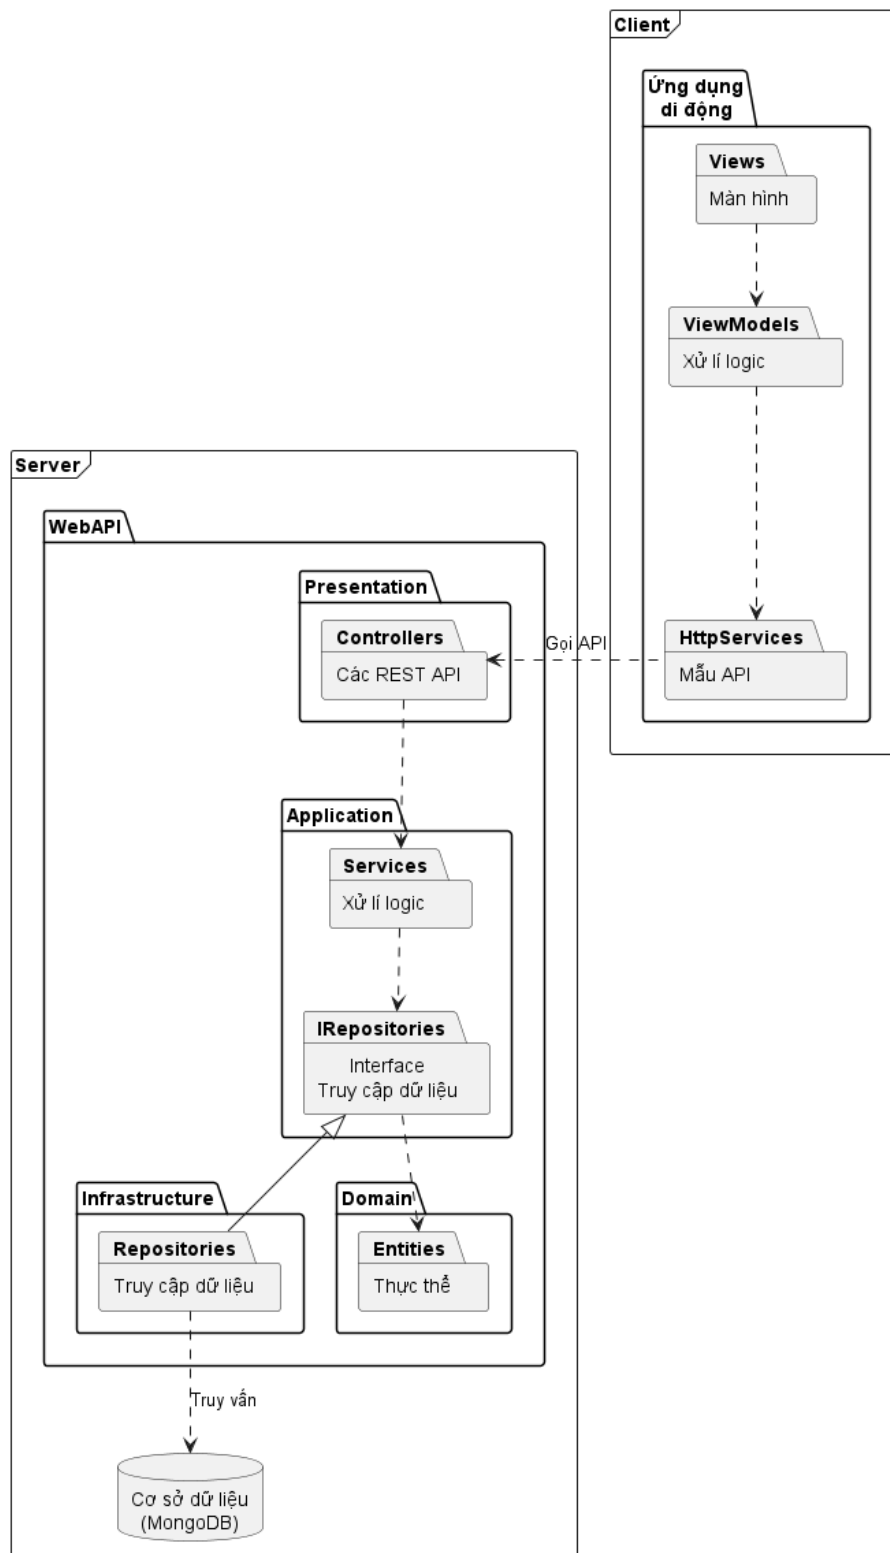 Client
Ứng dụng
di động
Views
Màn hình
ViewModels
Xử lí logic
Server
WebAPI
Presentation
Controllers
Các REST API
Gọi API
HttpServices
Mẫu API
Application
Services
Xử lí logic
IRepositories
Interface
Truy cập dữ liệu
Infrastructure
Repositories
Truy cập dữ liệu
Domain
Entities
Thực thể
Truy vấn
Cơ sở dữ liệu
(MongoDB)